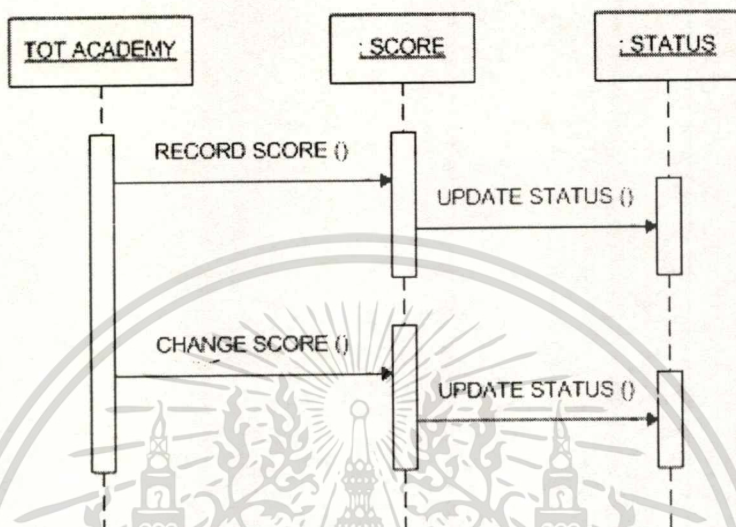 TOT ACADEMY
: SCORE
: STATUS
RECORD SCORE ()
UPDATE STATUS ()
CHANGE SCORE ()
UPDATE STATUS ()